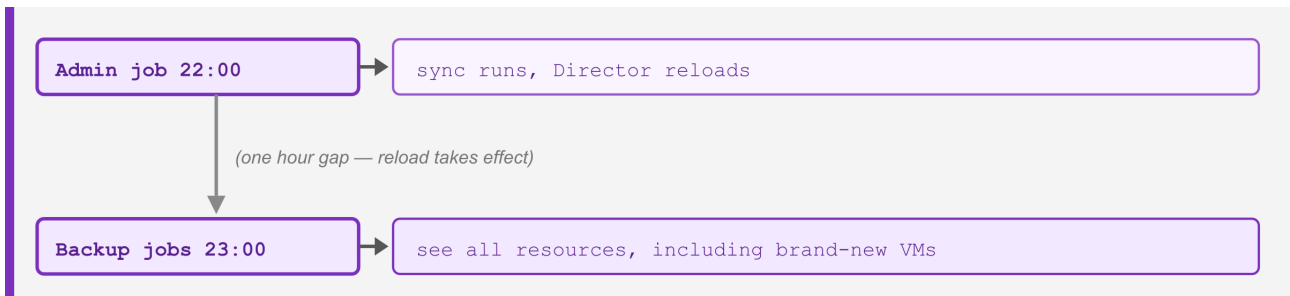 Admin job 22:00
sync runs, Director reloads
(one hour gap — reload takes effect)
Backup jobs 23:00
see all resources, including brand-new VMs